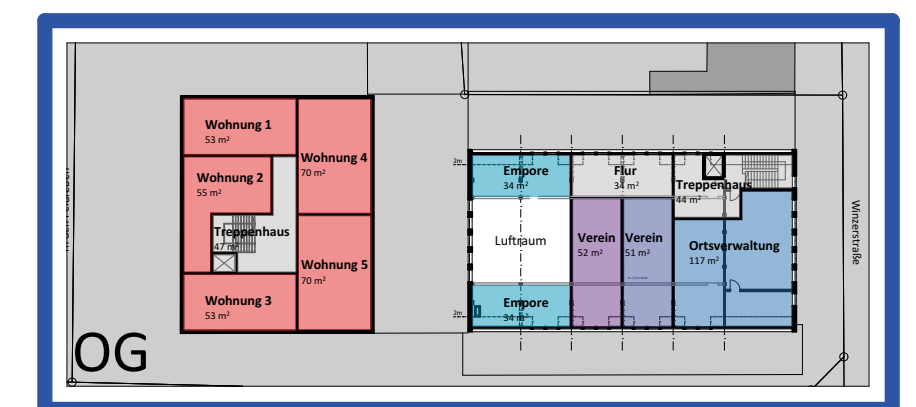 Wohnung 1
53 m²
Wohnung 2
55 m²
Wohnung 4
70 m²
Treppenhaus
47 m²
Wohnung 5
70 m²
Wohnung 3
53 m²
OG
2m
Empore
34 m²
Flur
34 m²
Treppenhaus
44 m²
Luftraum
Verein
52 m²
Verein
51 m²
Ortsverwaltung
117 m²
Empore
34 m²
2m
Winzerstraße